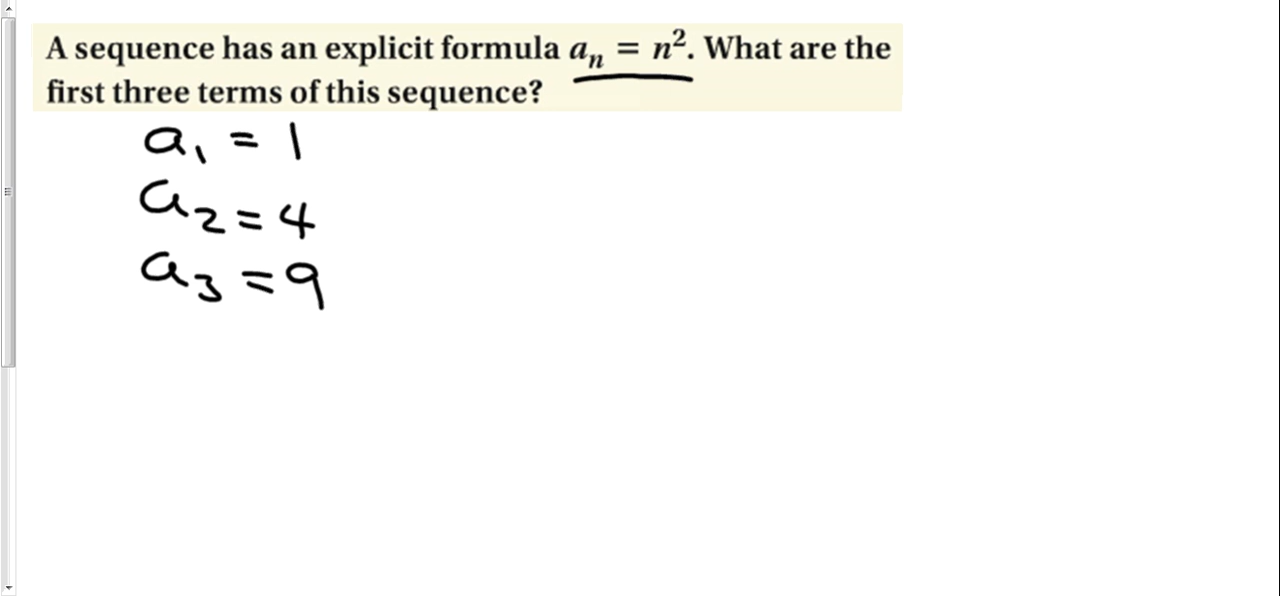 A sequence has an explicit formula aₙ = n². What are the
first three terms of this sequence?
a₁ = 1
a₂ = 4
a₃ = 9